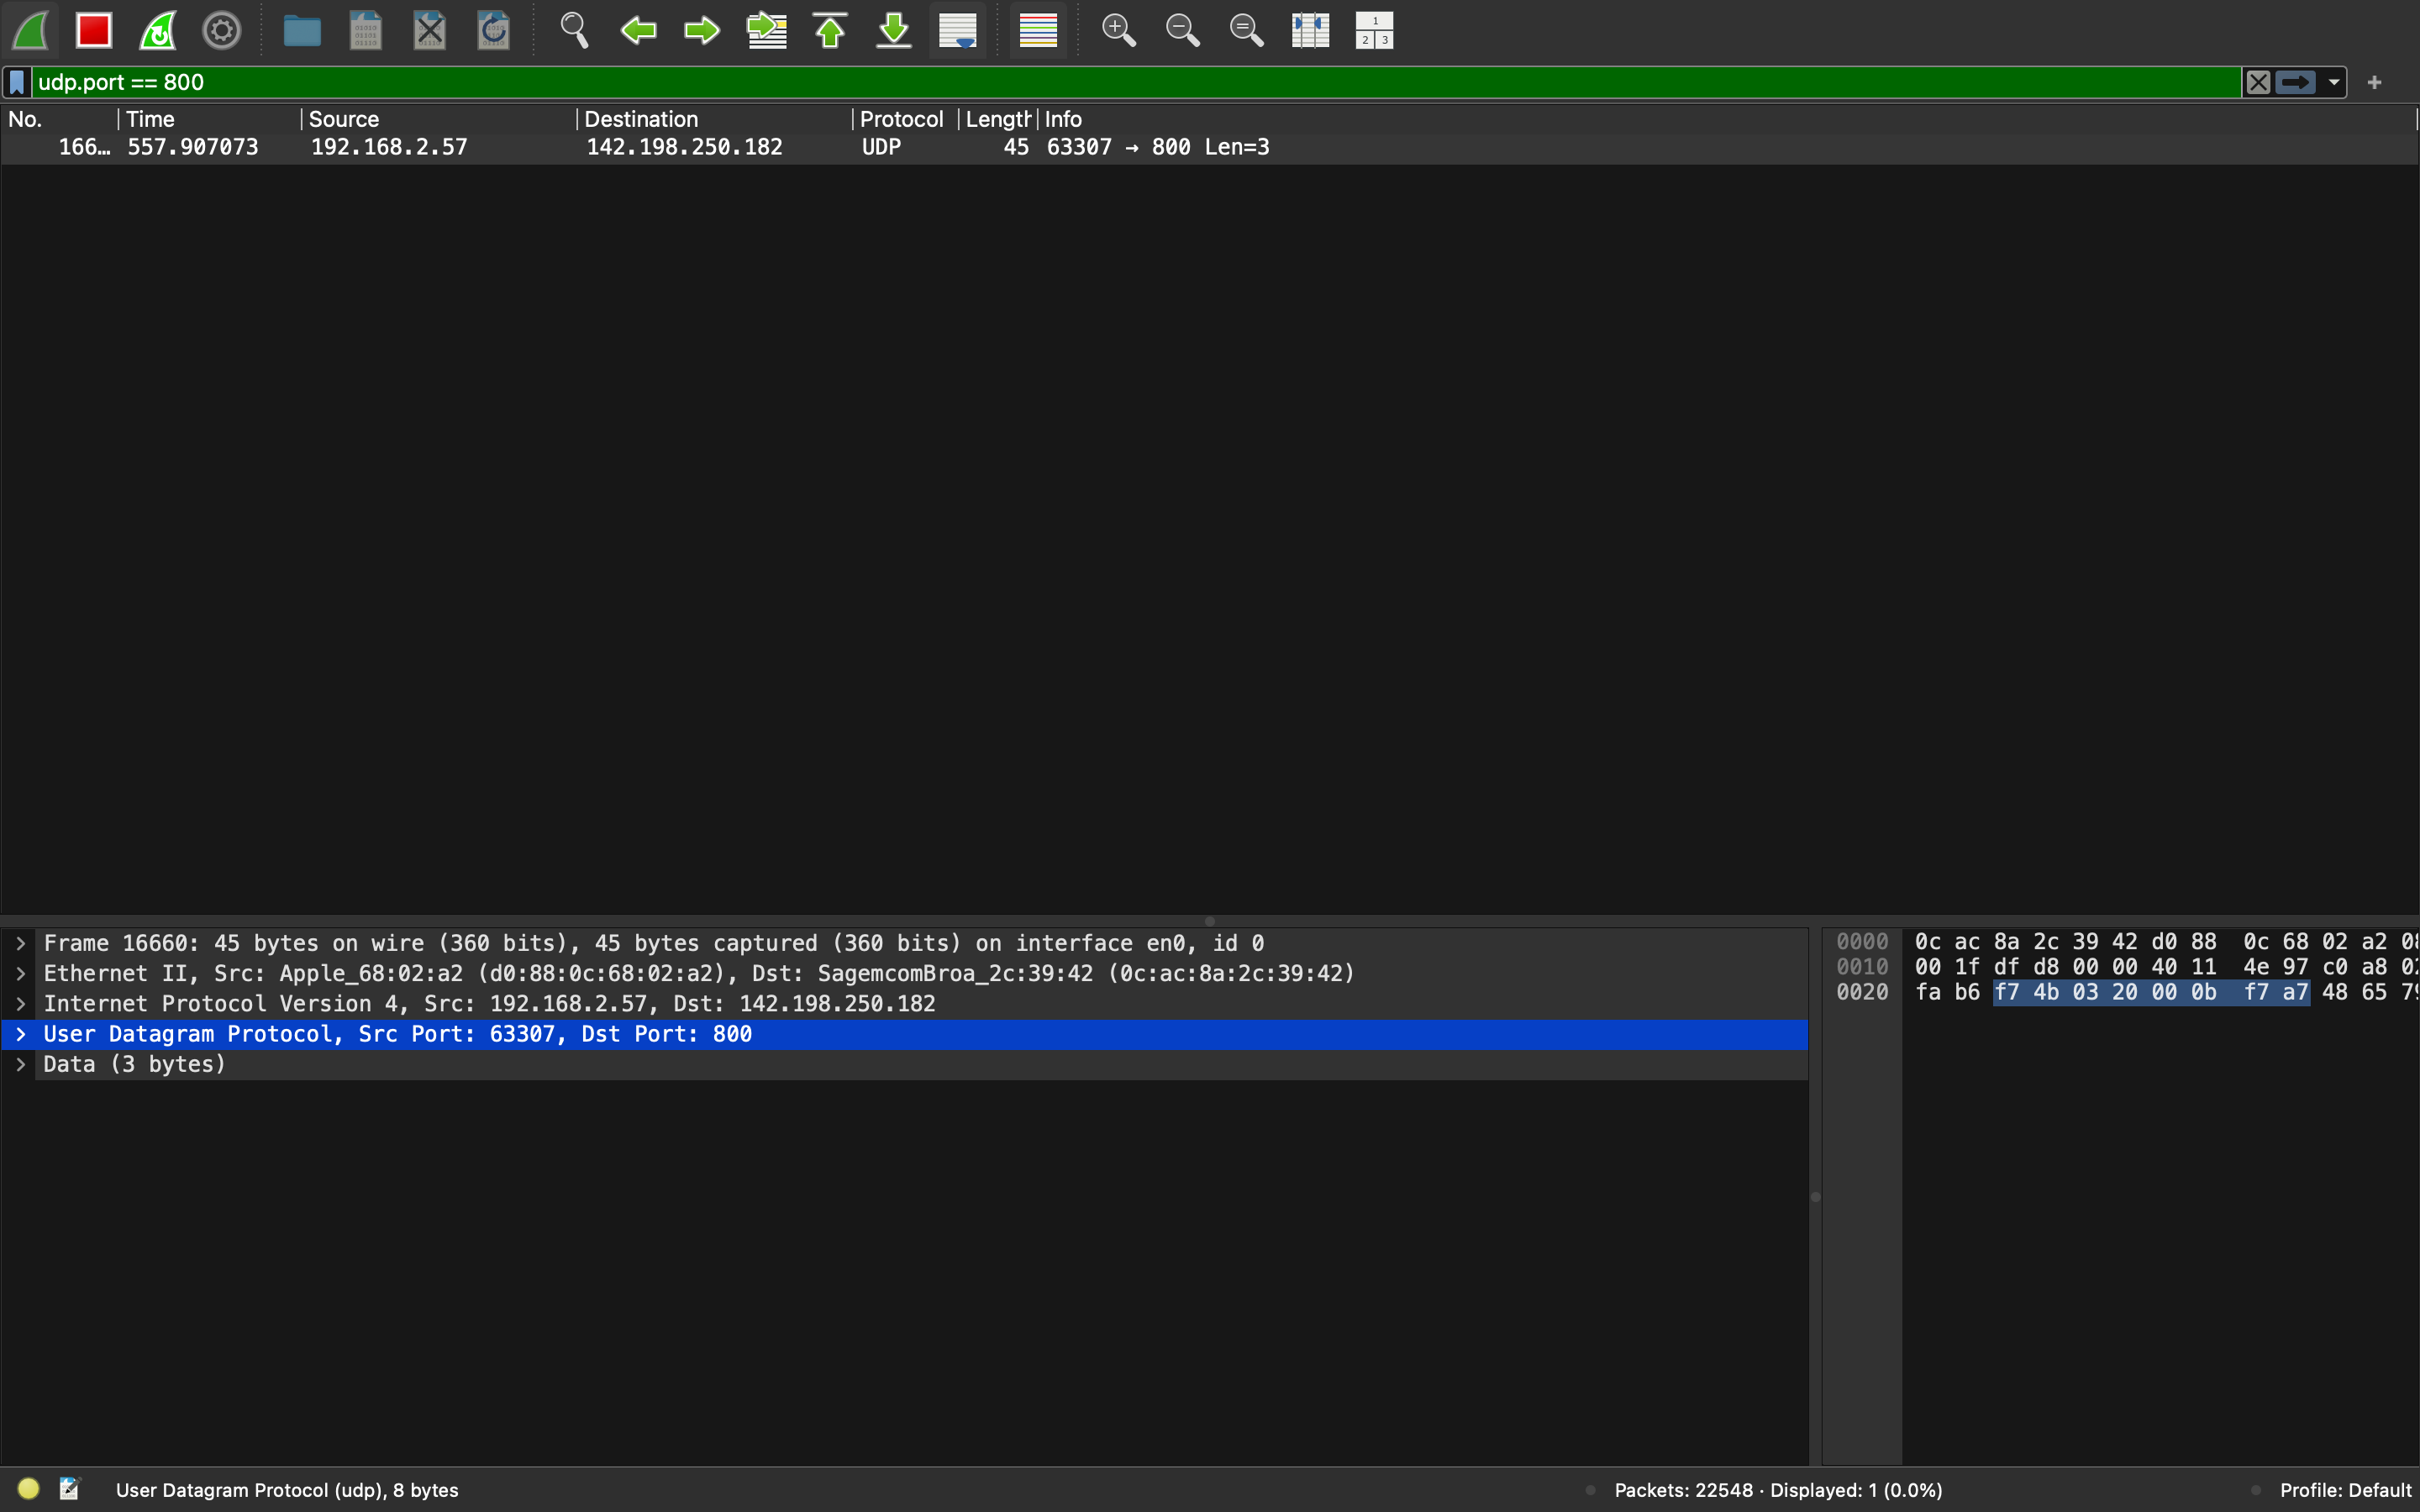 1
2 3
udp.port == 800
No. Time Source Destination Protocol Length Info
166… 557.907073 192.168.2.57 142.198.250.182 UDP 45 63307 → 800 Len=3
Frame 16660: 45 bytes on wire (360 bits), 45 bytes captured (360 bits) on interface en0, id 0
Ethernet II, Src: Apple_68:02:a2 (d0:88:0c:68:02:a2), Dst: SagemcomBroa_2c:39:42 (0c:ac:8a:2c:39:42)
Internet Protocol Version 4, Src: 192.168.2.57, Dst: 142.198.250.182
User Datagram Protocol, Src Port: 63307, Dst Port: 800
Data (3 bytes)
0000 0c ac 8a 2c 39 42 d0 88 0c 68 02 a2
0010 00 1f df d8 00 00 40 11 4e 97 c0 a8
0020 fa b6 f7 4b 03 20 00 0b f7 a7 48 65
User Datagram Protocol (udp), 8 bytes
Packets: 22548 · Displayed: 1 (0.0%)
Profile: Default